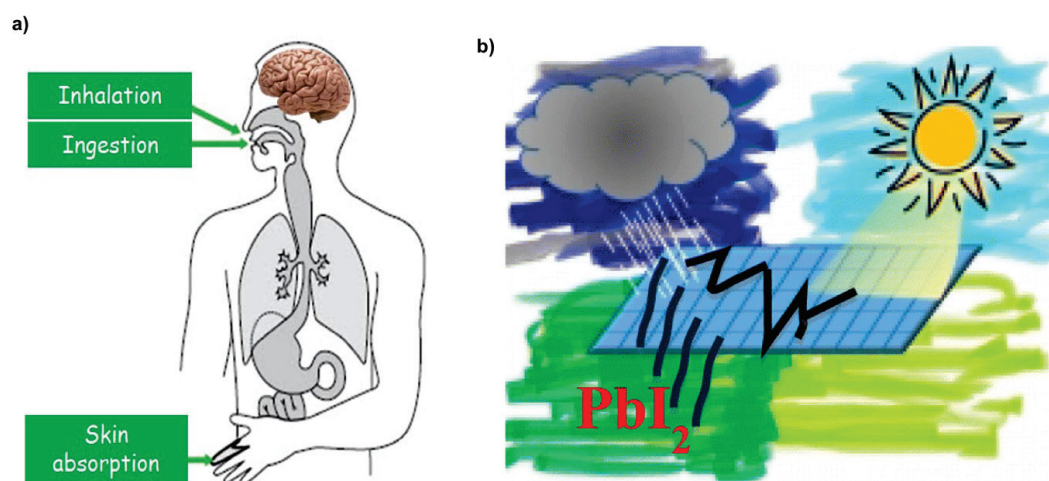 a)
Inhalation
Ingestion
Skin
absorption
b)
PbI₂